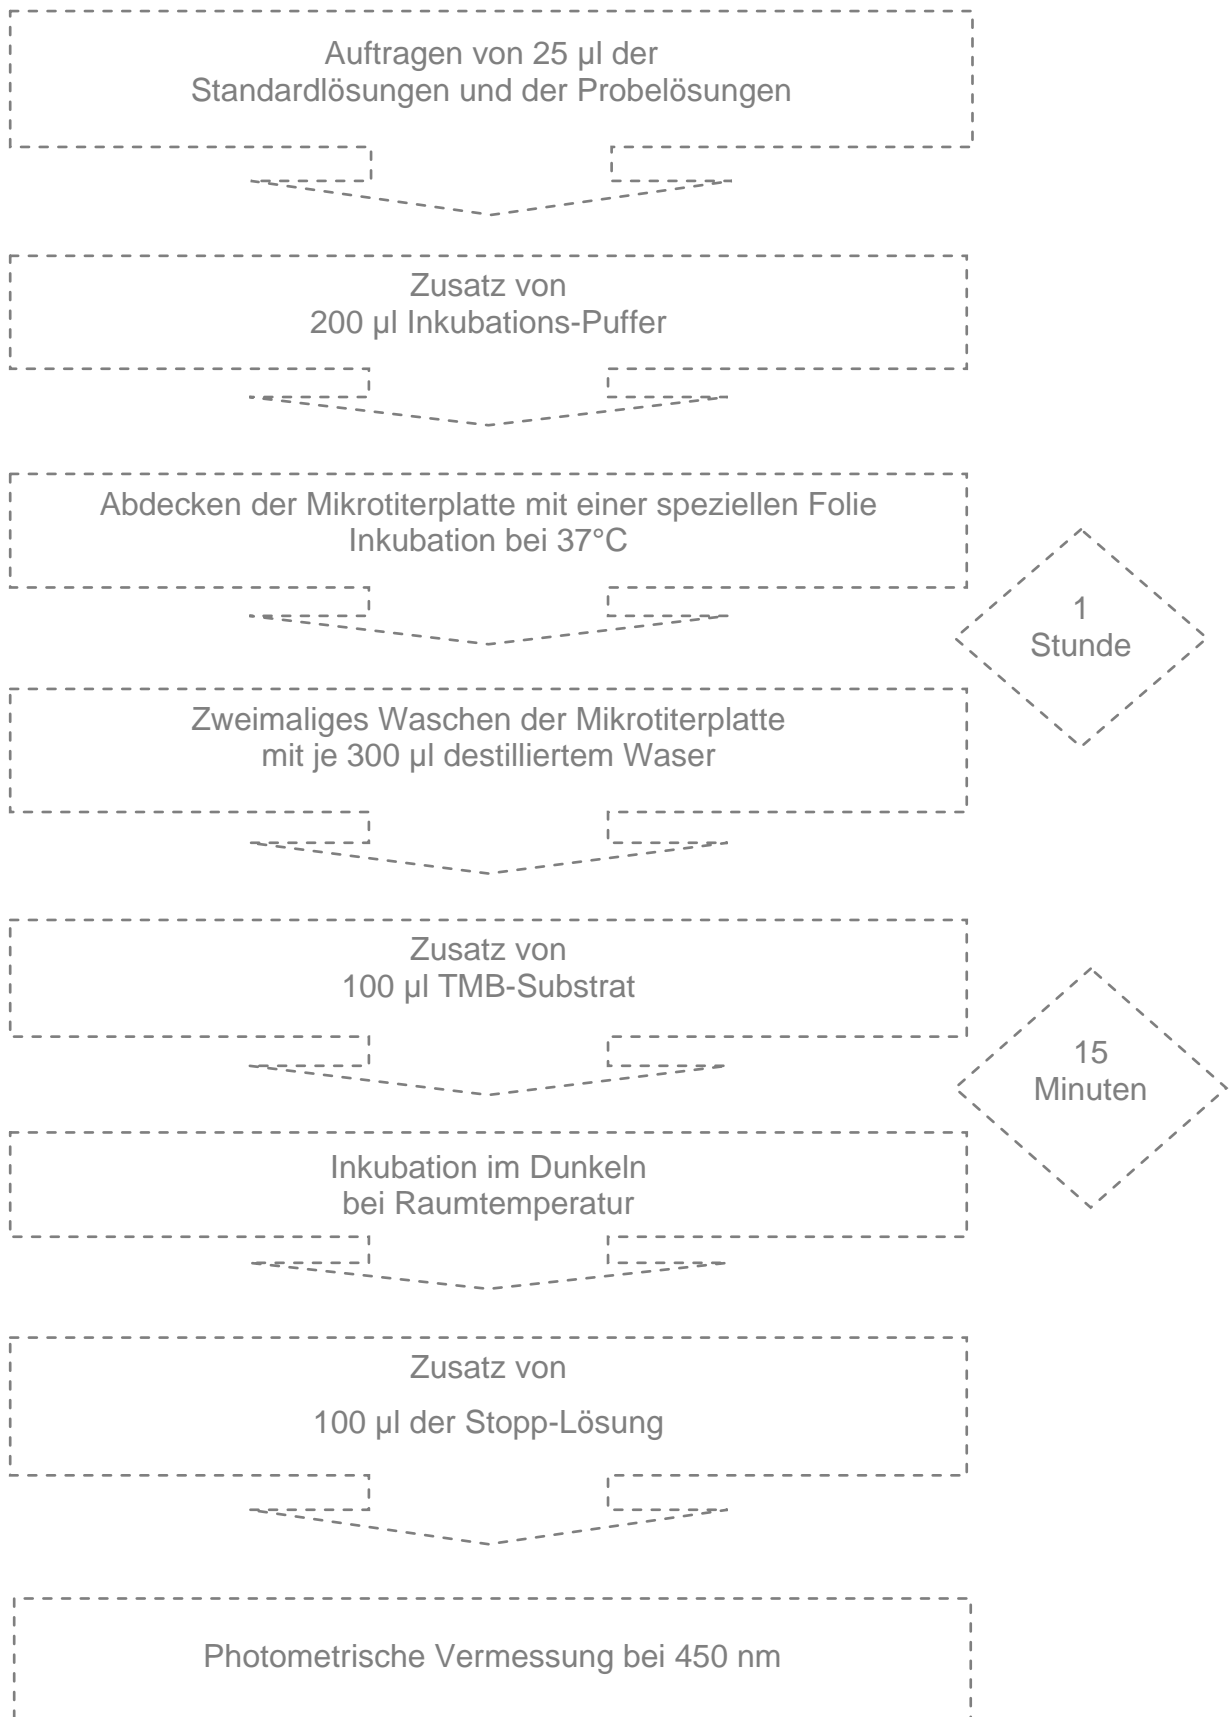 Auftragen von 25 µl der
Standardlösungen und der Probelösungen
Zusatz von
200 µl Inkubations-Puffer
Abdecken der Mikrotiterplatte mit einer speziellen Folie
Inkubation bei 37°C
1
Stunde
Zweimaliges Waschen der Mikrotiterplatte
mit je 300 µl destilliertem Waser
Zusatz von
100 µl TMB-Substrat
15
Minuten
Inkubation im Dunkeln
bei Raumtemperatur
Zusatz von
100 µl der Stopp-Lösung
Photometrische Vermessung bei 450 nm